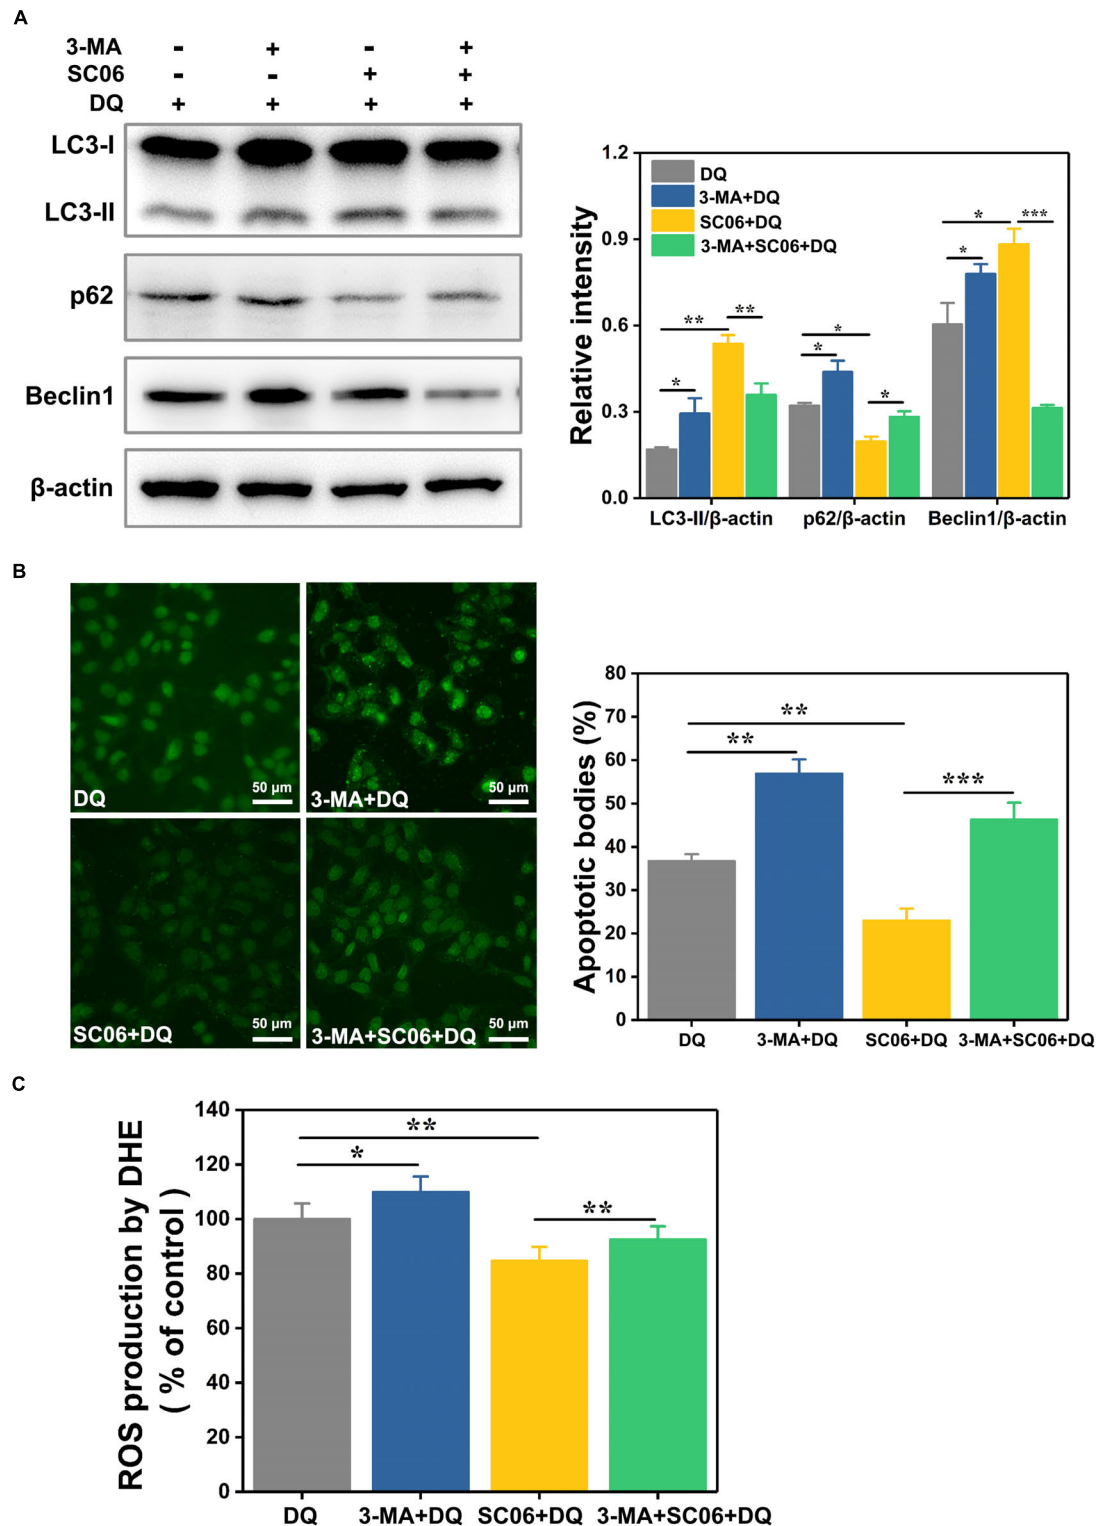 A
3-MA - + - +
SC06 - - + +
DQ + + + +
LC3-I
LC3-II
p62
Beclin1
β-actin
Relative intensity
1.2
0.9
0.6
0.3
0.0
DQ
3-MA+DQ
SC06+DQ
3-MA+SC06+DQ
* ** **
* * *
* * ***
LC3-II/β-actin p62/β-actin Beclin1/β-actin
B
DQ 50 µm
3-MA+DQ 50 µm
SC06+DQ 50 µm
3-MA+SC06+DQ 50 µm
Apoptotic bodies (%)
80
70
60
50
40
30
20
10
0
**
**
***
DQ 3-MA+DQ SC06+DQ 3-MA+SC06+DQ
C
ROS production by DHE
( % of control )
140
120
100
80
60
40
20
0
**
*
**
DQ 3-MA+DQ SC06+DQ 3-MA+SC06+DQ